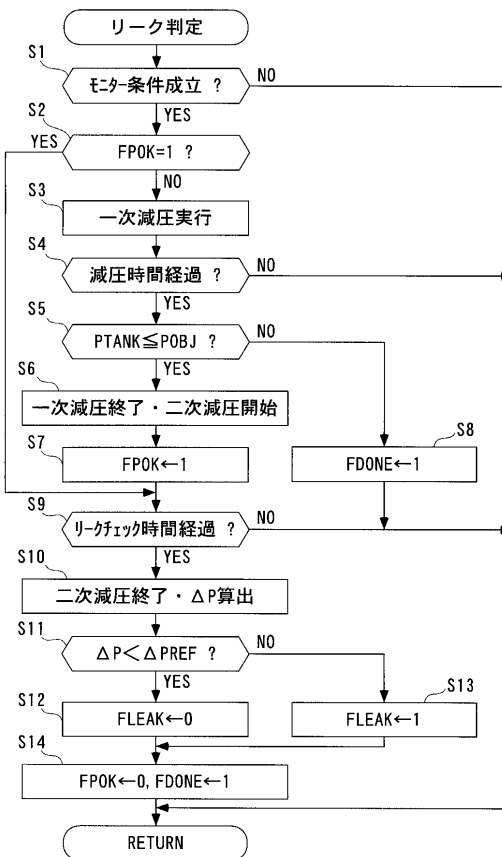 リーク判定
S1
モニター条件成立 ?
NO
YES
S2
YES
FPOK=1 ?
NO
S3
一次減圧実行
S4
減圧時間経過 ?
NO
YES
S5
PTANK≦POBJ ?
NO
YES
S6
一次減圧終了・二次減圧開始
S7
FPOK←1
S8
FDONE←1
S9
リークチェック時間経過 ?
NO
YES
S10
二次減圧終了・ΔP算出
S11
ΔP<ΔPREF ?
NO
YES
S12
FLEAK←0
S13
FLEAK←1
S14
FPOK←0, FDONE←1
RETURN